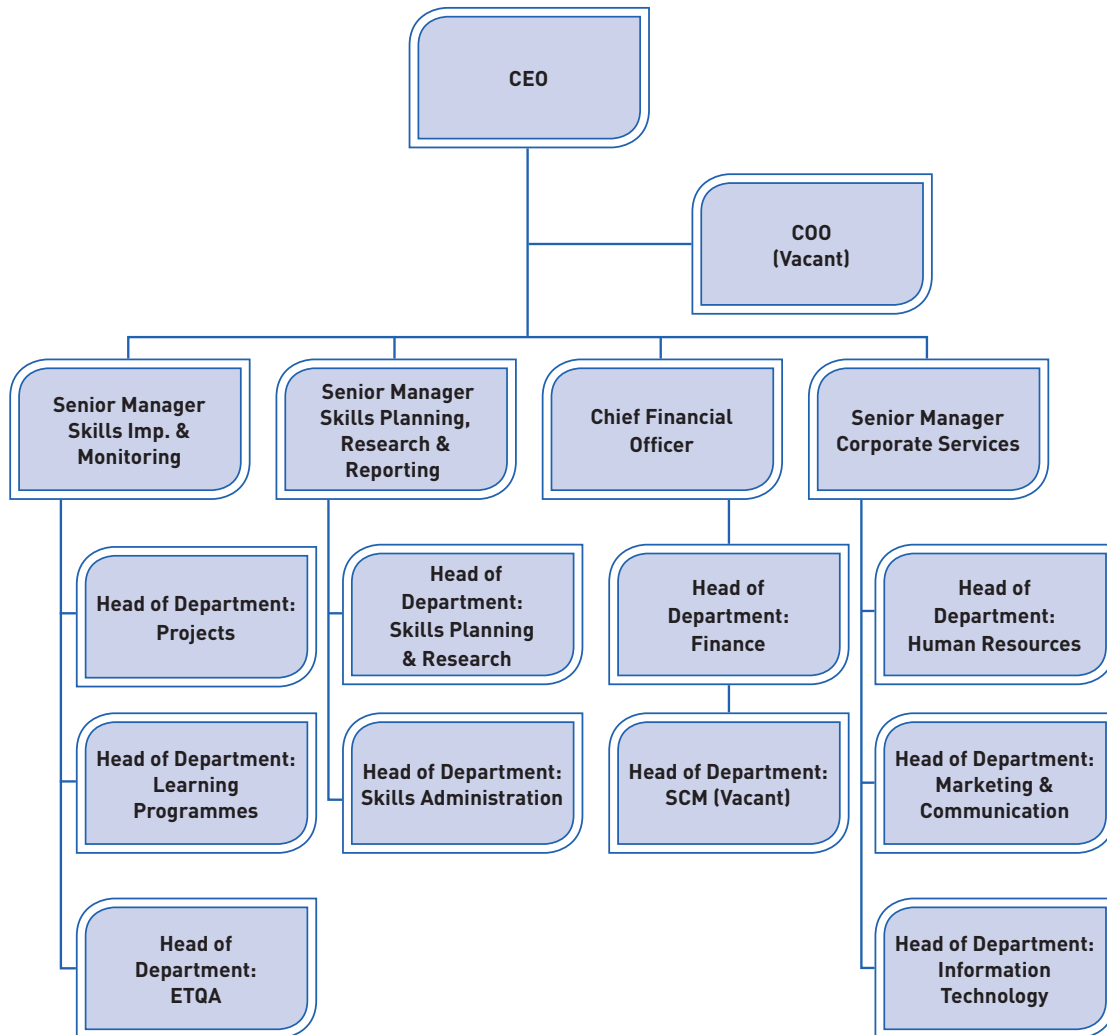 CEO
COO
(Vacant)
Senior Manager
Skills Imp. &
Monitoring
Senior Manager
Skills Planning,
Research &
Reporting
Chief Financial
Officer
Senior Manager
Corporate Services
Head of Department:
Projects
Head of
Department:
Skills Planning
& Research
Head of
Department:
Finance
Head of
Department:
Human Resources
Head of Department:
Learning
Programmes
Head of Department:
Skills Administration
Head of Department:
SCM (Vacant)
Head of Department:
Marketing &
Communication
Head of
Department:
ETQA
Head of Department:
Information
Technology